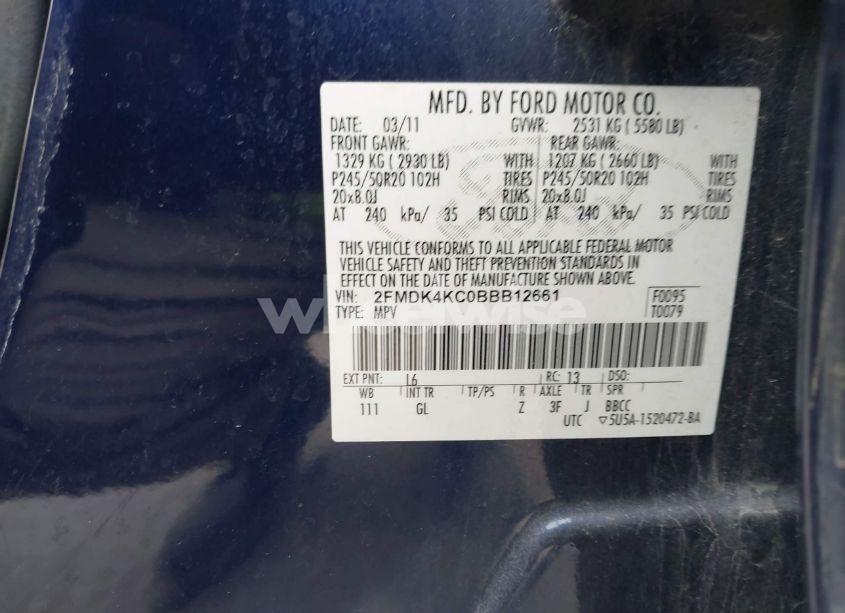 MFD. BY FORD MOTOR CO.
DATE: 03/11 GVWR: 2531 KG ( 5580 LB)
FRONT GAWR: REAR GAWR:
1329 KG ( 2930 LB) WITH 1207 KG ( 2660 LB) WITH
P245/50R20 102H TIRES P245/50R20 102H TIRES
20x8.0J RIMS 20x8.0J RIMS
AT 240 kPa/ 35 PSI COLD AT 240 kPa/ 35 PSI COLD
THIS VEHICLE CONFORMS TO ALL APPLICABLE FEDERAL MOTOR
VEHICLE SAFETY AND THEFT PREVENTION STANDARDS IN
EFFECT ON THE DATE OF MANUFACTURE SHOWN ABOVE.
VIN: 2FMDK4KC0BBB12661 F0095
TYPE: MPV T0079
wheelwise
EXT PNT: L6 RC: 13 DSO:
WB INT TR TP/PS R AXLE TR SPR
111 GL Z 3F J BBCC
UTC ▽5U5A-1520472-BA